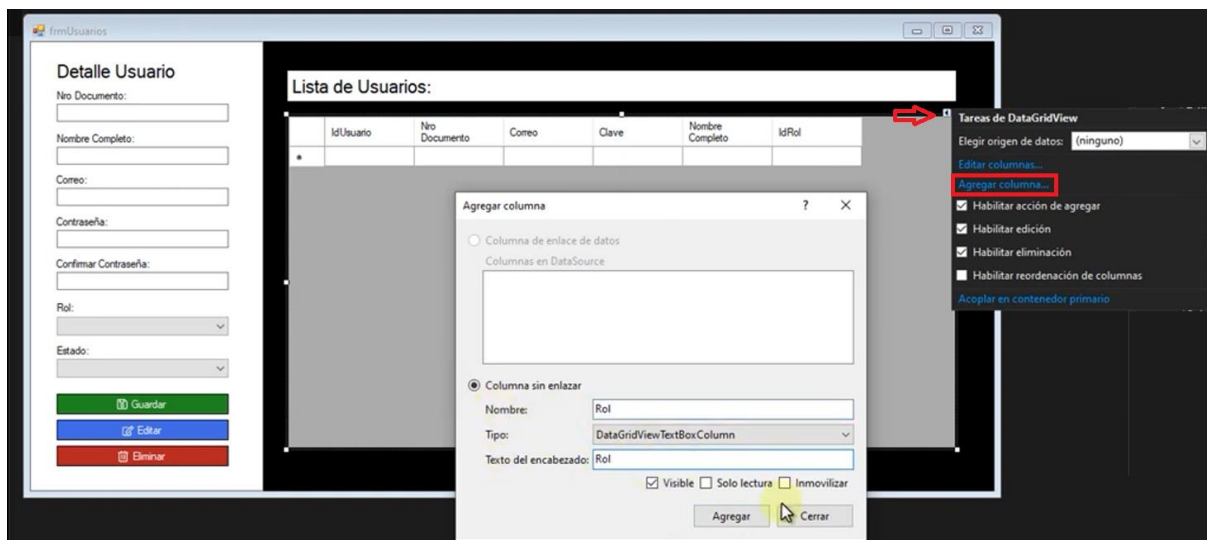 frmUsuarios
Detalle Usuario
Nro Documento:
Nombre Completo:
Correo:
Contraseña:
Confirmar Contraseña:
Rol:
Estado:
Guardar
Editar
Eliminar
Lista de Usuarios:
IdUsuario
Nro
Documento
Correo
Clave
Nombre
Completo
IdRol
Agregar columna
Columna de enlace de datos
Columnas en DataSource
Columna sin enlazar
Nombre: Rol
Tipo: DataGridViewTextBoxColumn
Texto del encabezado: Rol
Visible Solo lectura Inmovilizar
Agregar Cerrar
Tareas de DataGridView
Elegir origen de datos: (ninguno)
Editar columnas...
Agregar columna...
Habilitar acción de agregar
Habilitar edición
Habilitar eliminación
Habilitar reordenación de columnas
Acoplar en contenedor primario